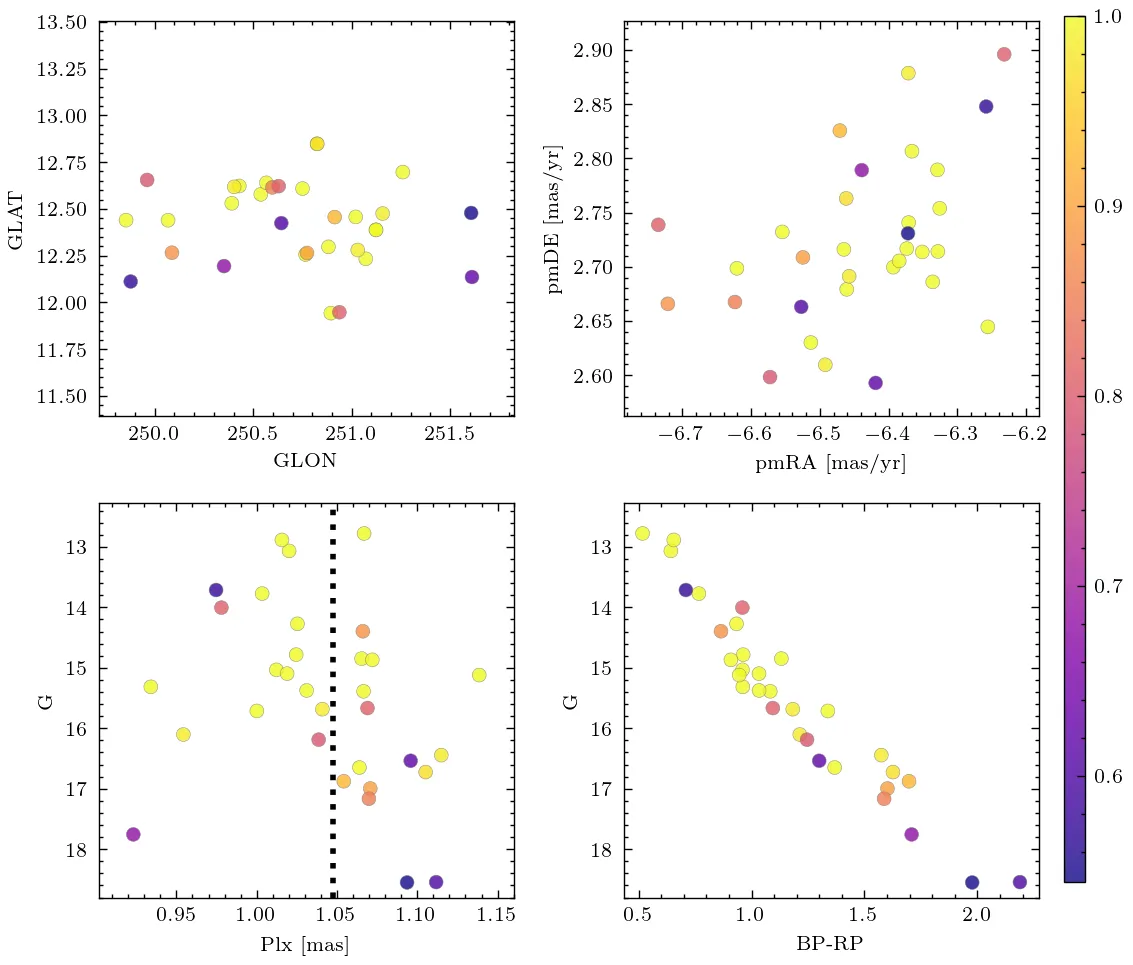 13.50
13.25
13.00
12.75
12.50
12.25
12.00
11.75
11.50
GLAT
250.0 250.5 251.0 251.5
GLON
2.90
2.85
2.80
2.75
2.70
2.65
2.60
pmDE [mas/yr]
−6.7 −6.6 −6.5 −6.4 −6.3 −6.2
pmRA [mas/yr]
13
14
15
16
17
18
G
0.95 1.00 1.05 1.10 1.15
Plx [mas]
13
14
15
16
17
18
G
0.5 1.0 1.5 2.0
BP-RP
1.0
0.9
0.8
0.7
0.6